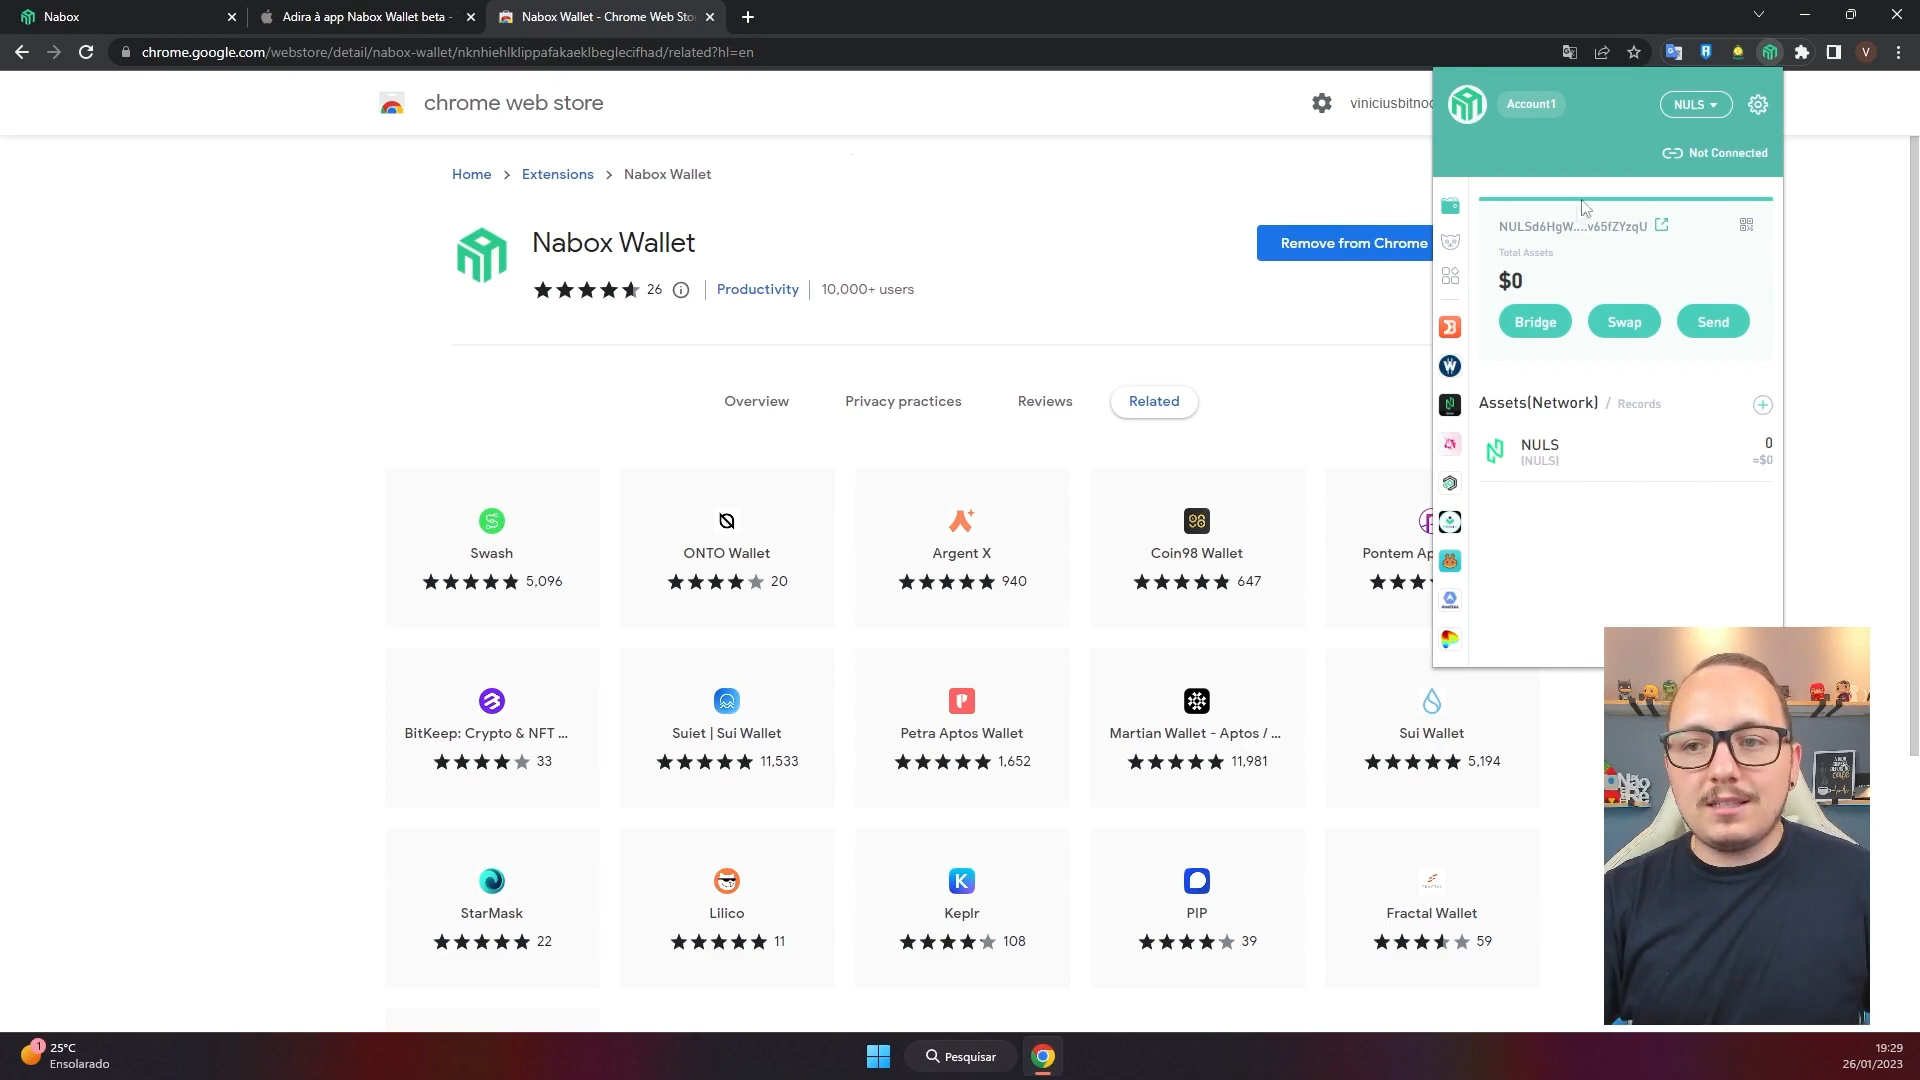 Nabox
Adira à app Nabox Wallet beta -
Nabox Wallet - Chrome Web Sto
chrome.google.com/webstore/detail/nabox-wallet/nknhiehlklippafakaeklbeglecifhad/related?hl=en
V
chrome web store
viniciusbitnod
Account1
NULS
Not Connected
Home
Extensions
Nabox Wallet
Nabox Wallet
26
Productivity
10,000+ users
Remove from Chrome
NULSd6HgW....v65fZYzqU
Total Assets
$0
Bridge
Swap
Send
Assets(Network) / Records
NULS
(NULS)
0
≈$0
Overview
Privacy practices
Reviews
Related
Swash
5,096
ONTO Wallet
20
Argent X
940
Coin98 Wallet
647
Pontem Ap
BitKeep: Crypto & NFT ...
33
Suiet | Sui Wallet
11,533
Petra Aptos Wallet
1,652
Martian Wallet - Aptos / ...
11,981
Sui Wallet
5,194
StarMask
22
Lilico
11
Keplr
108
PIP
39
Fractal Wallet
59
1
25°C
Ensolarado
Pesquisar
19:29
26/01/2023